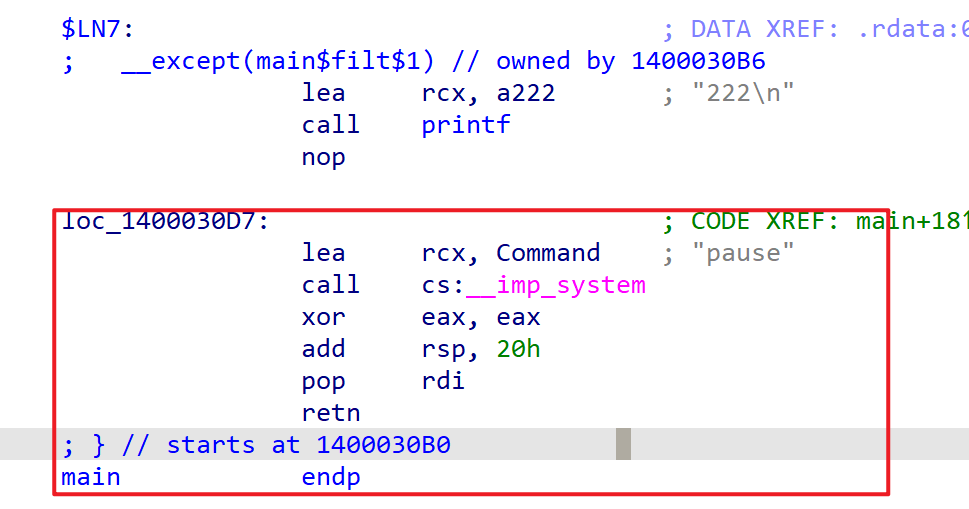 $LN7: ; DATA XREF: .rdata:0
; __except(main$filt$1) // owned by 1400030B6
lea rcx, a222 ; "222\n"
call printf
nop
loc_1400030D7: ; CODE XREF: main+181
lea rcx, Command ; "pause"
call cs:__imp_system
xor eax, eax
add rsp, 20h
pop rdi
retn
; } // starts at 1400030B0
main endp